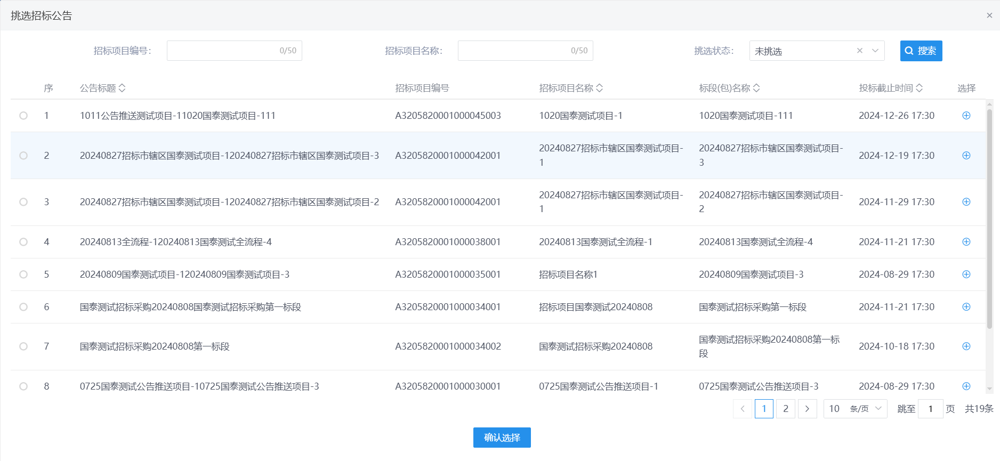 挑选招标公告
招标项目编号： 0/50 招标项目名称： 0/50 挑选状态： 未挑选 搜索
序 公告标题 招标项目编号 招标项目名称 标段(包)名称 投标截止时间 选择
1 1011公告推送测试项目-11020国泰测试项目-111 A3205820001000045003 1020国泰测试项目-1 1020国泰测试项目-111 2024-12-26 17:30
2 20240827招标市辖区国泰测试项目-120240827招标市辖区国泰测试项目-3 A3205820001000042001 20240827招标市辖区国泰测试项目- 20240827招标市辖区国泰测试项目- 2024-12-19 17:30
1 3
3 20240827招标市辖区国泰测试项目-120240827招标市辖区国泰测试项目-2 A3205820001000042001 20240827招标市辖区国泰测试项目- 20240827招标市辖区国泰测试项目- 2024-11-29 17:30
1 2
4 20240813全流程-120240813国泰测试全流程-4 A3205820001000038001 20240813国泰测试全流程-1 20240813国泰测试全流程-4 2024-11-21 17:30
5 20240809国泰测试项目-120240809国泰测试项目-3 A3205820001000035001 招标项目名称1 20240809国泰测试项目-3 2024-08-29 17:30
6 国泰测试招标采购20240808国泰测试招标采购第一标段 A3205820001000034001 招标项目国泰测试20240808 国泰测试招标采购第一标段 2024-11-21 17:30
7 国泰测试招标采购20240808第一标段 A3205820001000034002 国泰测试招标采购20240808 国泰测试招标采购20240808第一标 2024-10-18 17:30
段
8 0725国泰测试公告推送项目-10725国泰测试公告推送项目-3 A3205820001000030001 0725国泰测试公告推送项目-1 0725国泰测试公告推送项目-3 2024-08-29 17:30
1 2 10 条/页 跳至 1 页 共19条
确认选择